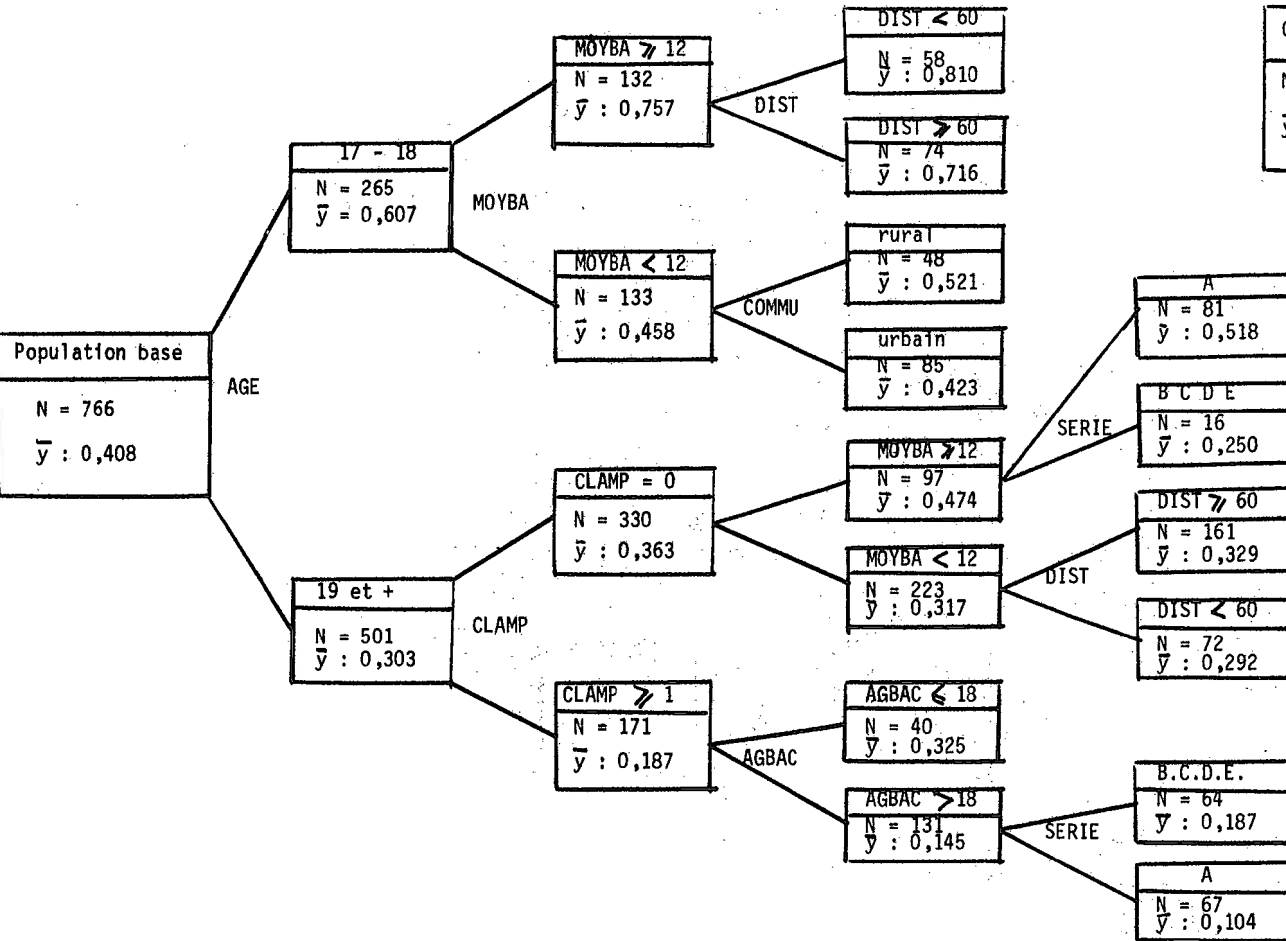 Population base
N = 766
ȳ : 0,408
AGE
17 - 18
N = 265
ȳ = 0,607
MOYBA
MOYBA ⩾ 12
N = 132
ȳ : 0,757
DIST
DIST < 60
N = 58
ȳ : 0,810
DIST ⩾ 60
N = 74
ȳ : 0,716
MOYBA < 12
N = 133
ȳ : 0,458
COMMU
rural
N = 48
ȳ : 0,521
urbain
N = 85
ȳ : 0,423
19 et +
N = 501
ȳ : 0,303
CLAMP
CLAMP = 0
N = 330
ȳ : 0,363
MOYBA ⩾ 12
N = 97
ȳ : 0,474
SERIE
A
N = 81
ȳ : 0,518
B C D E
N = 16
ȳ : 0,250
MOYBA < 12
N = 223
ȳ : 0,317
DIST
DIST ⩾ 60
N = 161
ȳ : 0,329
DIST < 60
N = 72
ȳ : 0,292
CLAMP ⩾ 1
N = 171
ȳ : 0,187
AGBAC
AGBAC ⩽ 18
N = 40
ȳ : 0,325
AGBAC > 18
N = 131
ȳ : 0,145
SERIE
B.C.D.E.
N = 64
ȳ : 0,187
A
N = 67
ȳ : 0,104